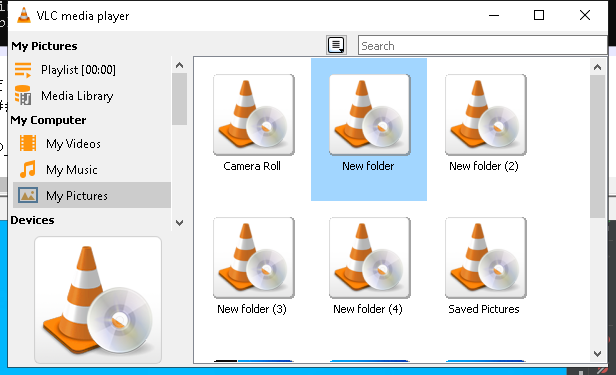 VLC media player
My Pictures
Search
Playlist [00:00]
Media Library
My Computer
My Videos
My Music
My Pictures
Devices
Camera Roll
New folder
New folder (2)
New folder (3)
New folder (4)
Saved Pictures